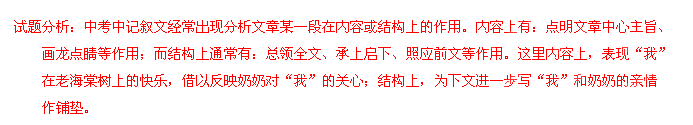 试题分析：中考中记叙文经常出现分析文章某一段在内容或结构上的作用。内容上有：点明文章中心主旨、
画龙点睛等作用；而结构上通常有：总领全文、承上启下、照应前文等作用。这里内容上，表现“我”
在老海棠树上的快乐，借以反映奶奶对“我”的关心；结构上，为下文进一步写“我”和奶奶的亲情
作铺垫。